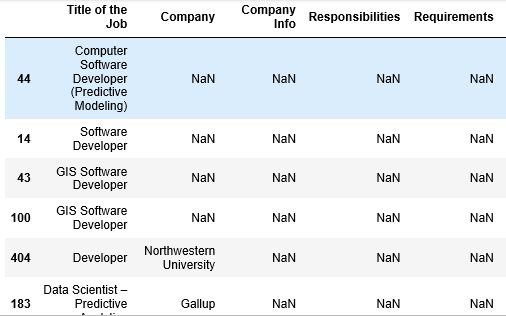 Title of the Job Company Company Info Responsibilities Requirements
44 Computer Software Developer (Predictive Modeling) NaN NaN NaN NaN
14 Software Developer NaN NaN NaN NaN
43 GIS Software Developer NaN NaN NaN NaN
100 GIS Software Developer NaN NaN NaN NaN
404 Developer Northwestern University NaN NaN NaN
183 Data Scientist – Predictive Gallup NaN NaN NaN